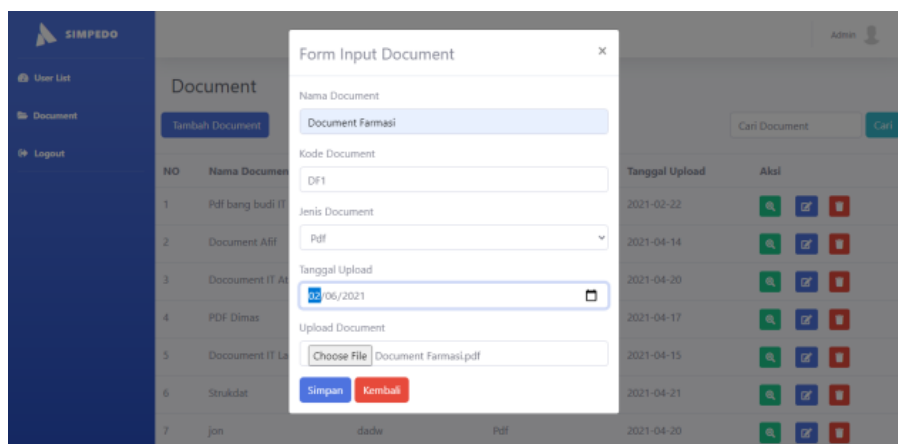 SIMPEDO
Admin
User List
Document
Logout
Document
Tambah Document
Cari Document
Cari
Form Input Document
×
Nama Document
Document Farmasi
Kode Document
DF1
Jenis Document
Pdf
Tanggal Upload
02/06/2021
Upload Document
Choose File Document Farmasi.pdf
Simpan Kembali
NO Nama Documen Tanggal Upload Aksi
1 Pdf bang budi IT 2021-02-22
2 Document Afif 2021-04-14
3 Docoument IT At 2021-04-20
4 PDF Dimas 2021-04-17
5 Docoument IT La 2021-04-15
6 Strukdat 2021-04-21
7 jon dadw Pdf 2021-04-20